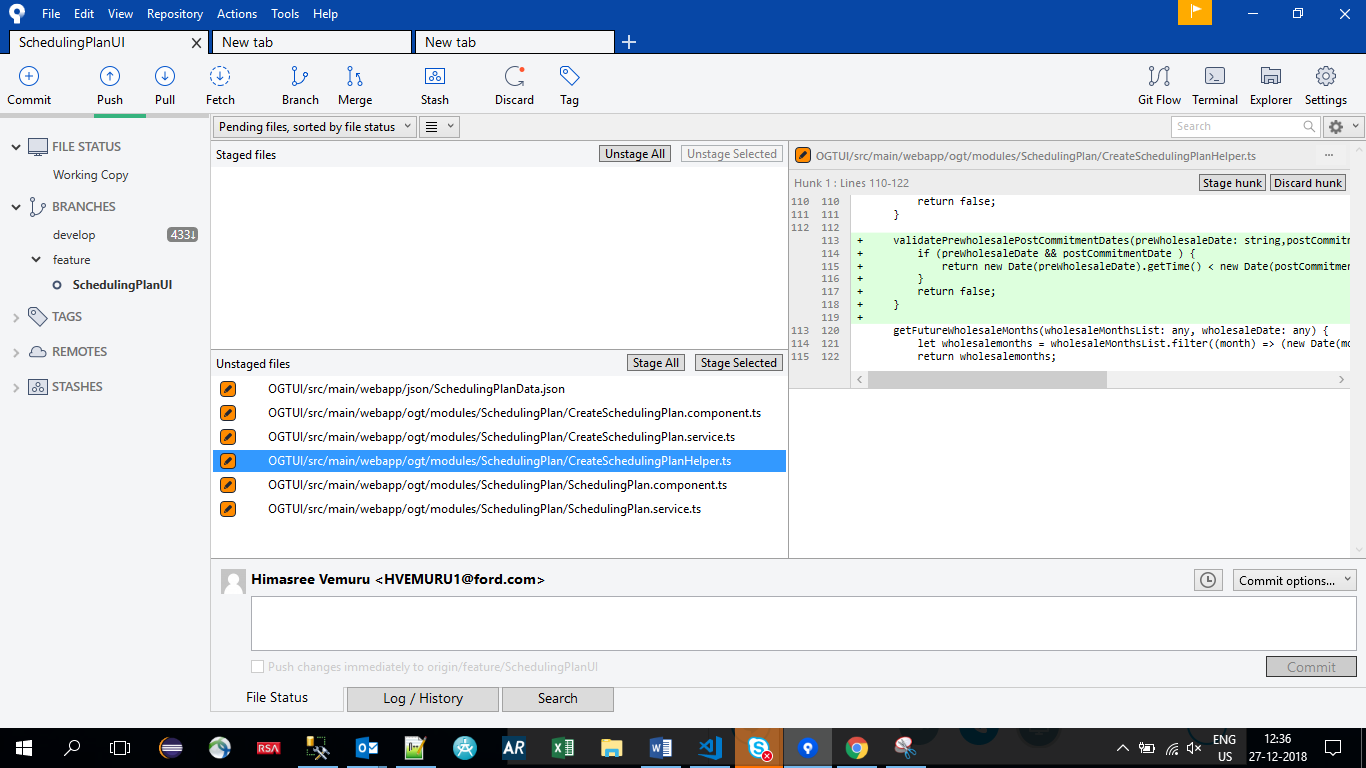 File Edit View Repository Actions Tools Help
SchedulingPlanUI New tab New tab
Commit Push Pull Fetch Branch Merge Stash Discard Tag Git Flow Terminal Explorer Settings
Pending files, sorted by file status Search
FILE STATUS
Working Copy
BRANCHES
develop 433↓
feature
SchedulingPlanUI
TAGS
REMOTES
STASHES
Staged files Unstage All Unstage Selected
Unstaged files Stage All Stage Selected
OGTUI/src/main/webapp/json/SchedulingPlanData.json
OGTUI/src/main/webapp/ogt/modules/SchedulingPlan/CreateSchedulingPlan.component.ts
OGTUI/src/main/webapp/ogt/modules/SchedulingPlan/CreateSchedulingPlan.service.ts
OGTUI/src/main/webapp/ogt/modules/SchedulingPlan/CreateSchedulingPlanHelper.ts
OGTUI/src/main/webapp/ogt/modules/SchedulingPlan/SchedulingPlan.component.ts
OGTUI/src/main/webapp/ogt/modules/SchedulingPlan/SchedulingPlan.service.ts
OGTUI/src/main/webapp/ogt/modules/SchedulingPlan/CreateSchedulingPlanHelper.ts ...
Hunk 1 : Lines 110-122 Stage hunk Discard hunk
110 110 return false;
111 111 }
112 112
113 + validatePrewholesalePostCommitmentDates(preWholesaleDate: string,postCommitm
114 + if (preWholesaleDate && postCommitmentDate ) {
115 + return new Date(preWholesaleDate).getTime() < new Date(postCommitmen
116 + }
117 + return false;
118 + }
119 +
113 120 getFutureWholesaleMonths(wholesaleMonthsList: any, wholesaleDate: any) {
114 121 let wholesalemonths = wholesaleMonthsList.filter((month) => (new Date(mo
115 122 return wholesalemonths;
Himasree Vemuru <HVEMURU1@ford.com> Commit options...
Push changes immediately to origin/feature/SchedulingPlanUI Commit
File Status Log / History Search
RSA AR ENG US 12:36 27-12-2018